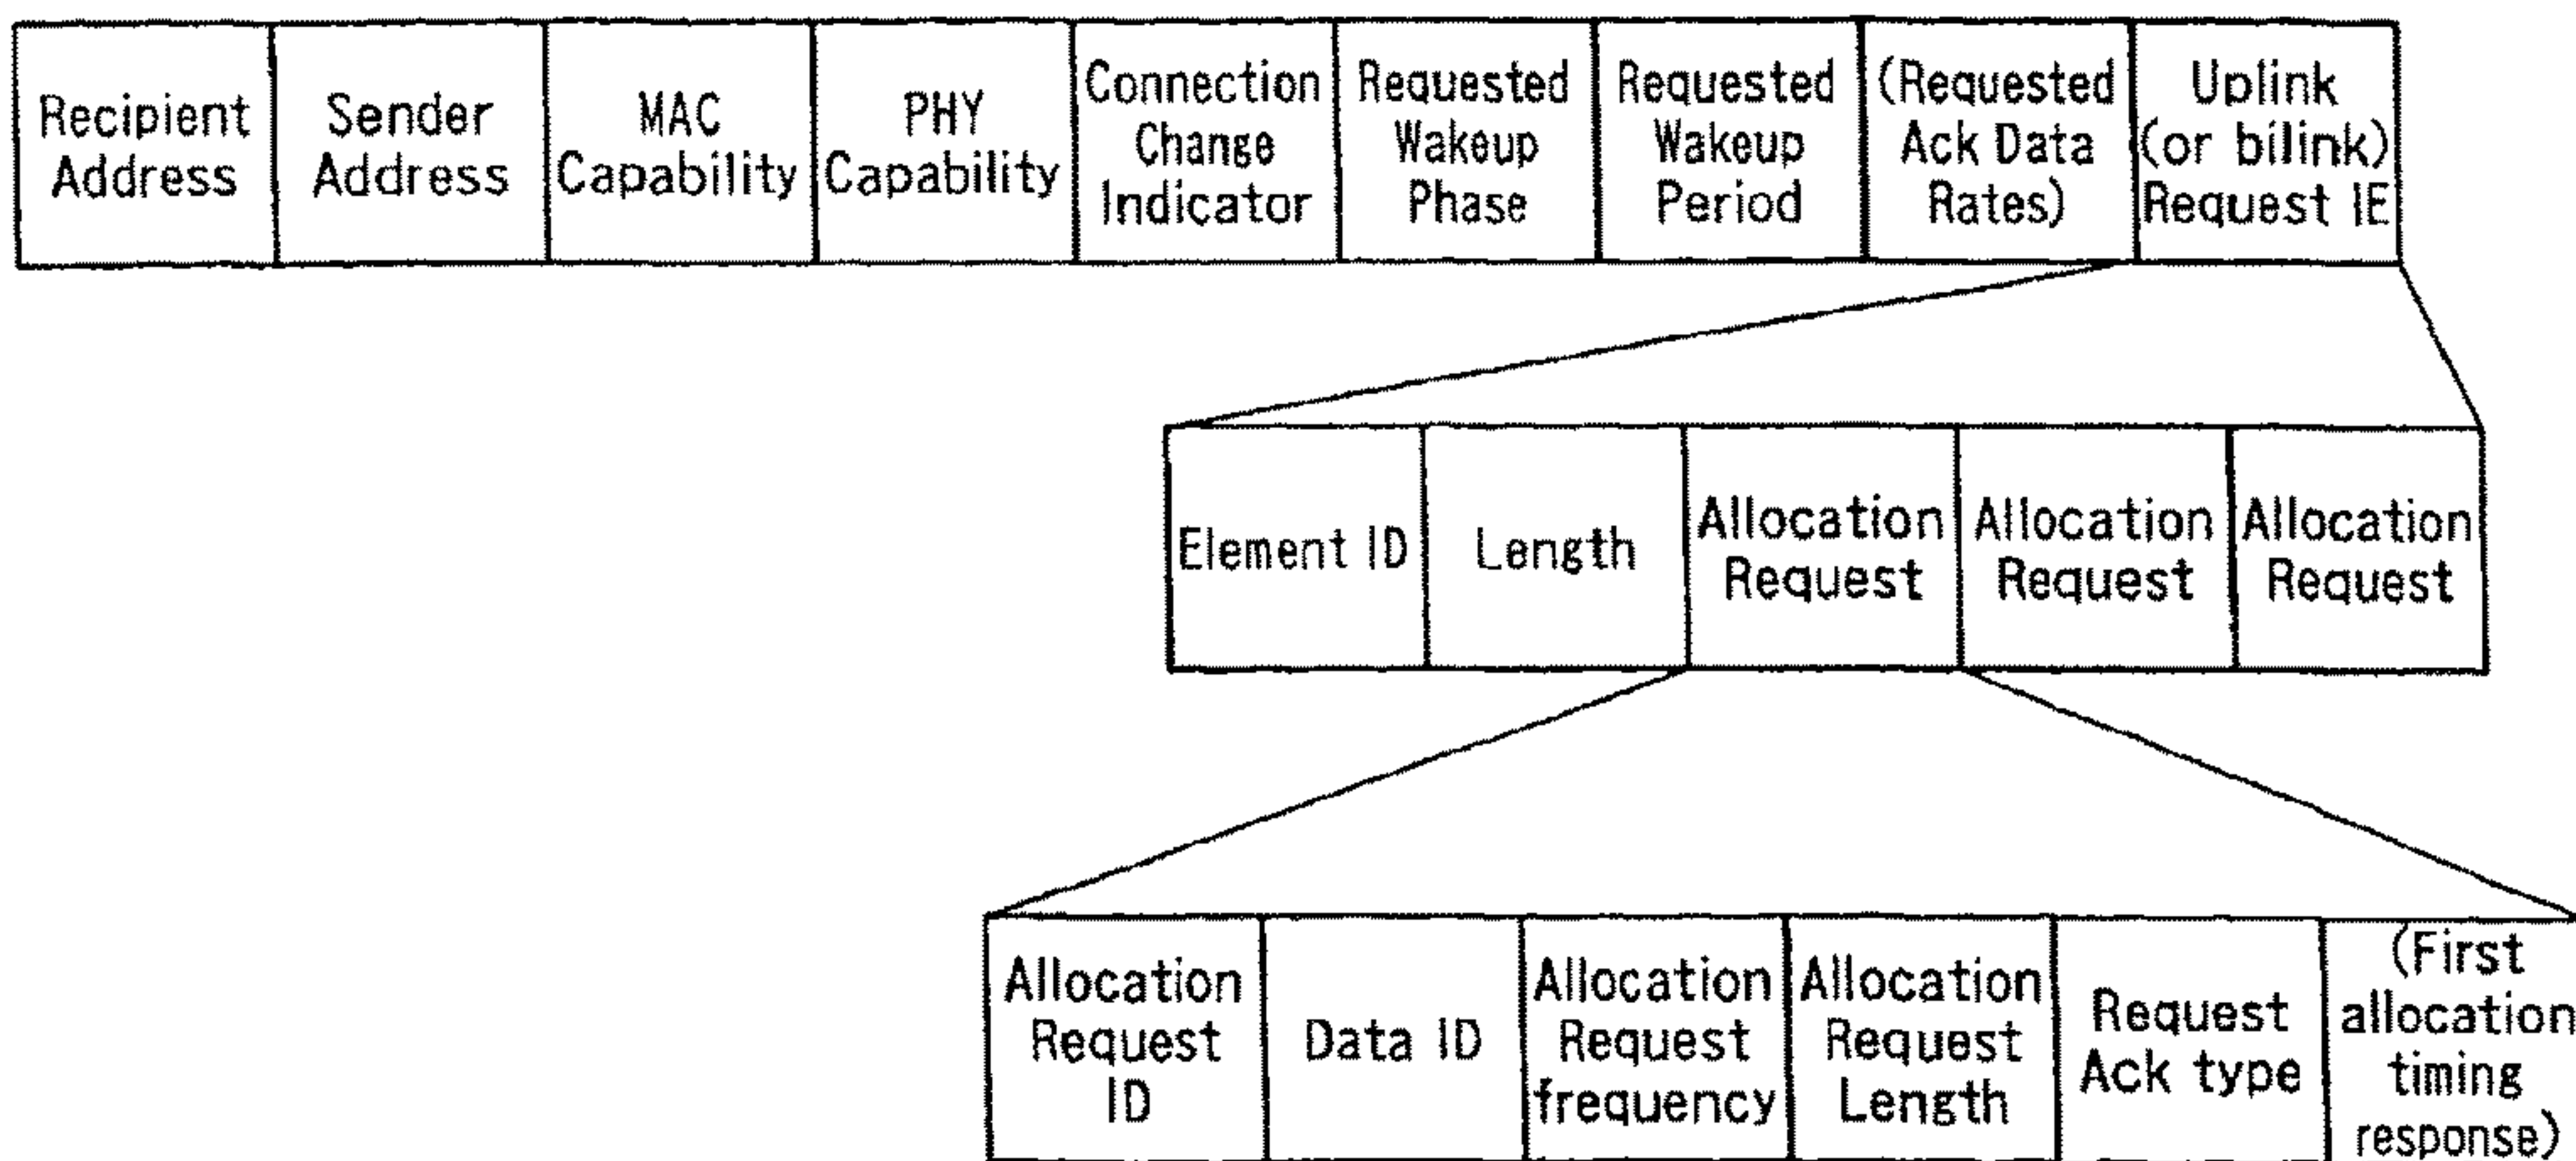 Recipient
Address
Sender
Address
MAC
Capability
PHY
Capability
Connection
Change
Indicator
Requested
Wakeup
Phase
Requested
Wakeup
Period
(Requested
Ack Data
Rates)
Uplink
(or bilink)
Request IE
Element ID
Length
Allocation
Request
Allocation
Request
Allocation
Request
Allocation
Request
ID
Data ID
Allocation
Request
frequency
Allocation
Request
Length
Request
Ack type
(First
allocation
timing
response)